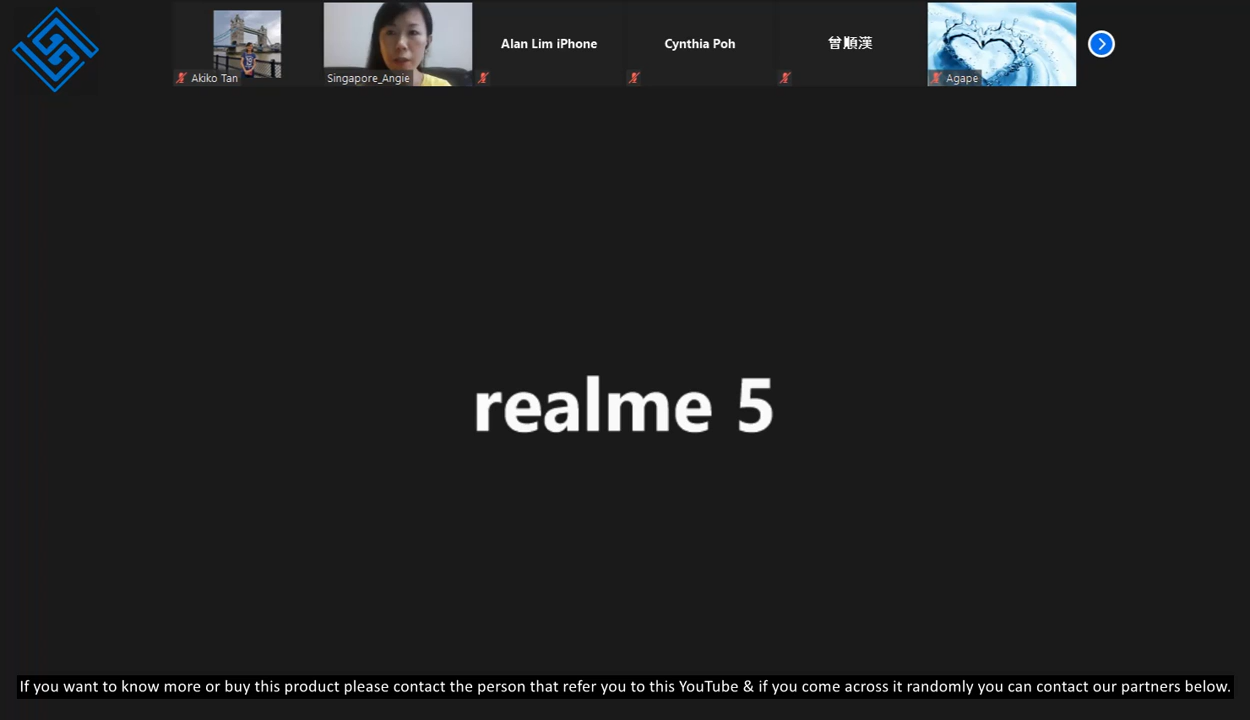 Akiko Tan
Singapore_Angie
Alan Lim iPhone
Cynthia Poh
曾順漢
Agape
realme 5
If you want to know more or buy this product please contact the person that refer you to this YouTube & if you come across it randomly you can contact our partners below.